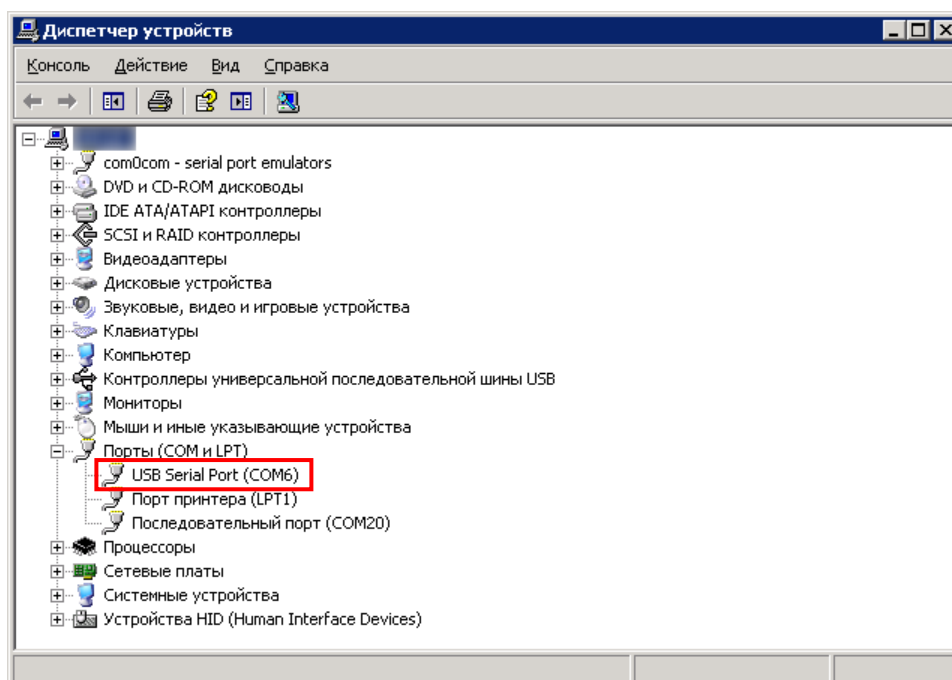 Диспетчер устройств
Консоль Действие Вид Справка
com0com - serial port emulators
DVD и CD-ROM дисководы
IDE ATA/ATAPI контроллеры
SCSI и RAID контроллеры
Видеоадаптеры
Дисковые устройства
Звуковые, видео и игровые устройства
Клавиатуры
Компьютер
Контроллеры универсальной последовательной шины USB
Мониторы
Мыши и иные указывающие устройства
Порты (COM и LPT)
USB Serial Port (COM6)
Порт принтера (LPT1)
Последовательный порт (COM20)
Процессоры
Сетевые платы
Системные устройства
Устройства HID (Human Interface Devices)